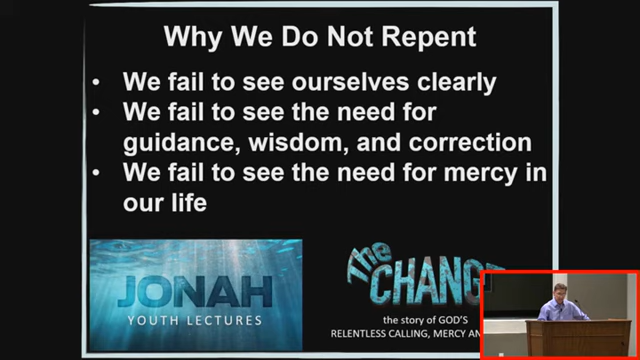 Why We Do Not Repent
• We fail to see ourselves clearly
• We fail to see the need for
guidance, wisdom, and correction
• We fail to see the need for mercy in
our life
JONAH
YOUTH LECTURES
The
CHANGE
the story of GOD'S
RELENTLESS CALLING, MERCY AN